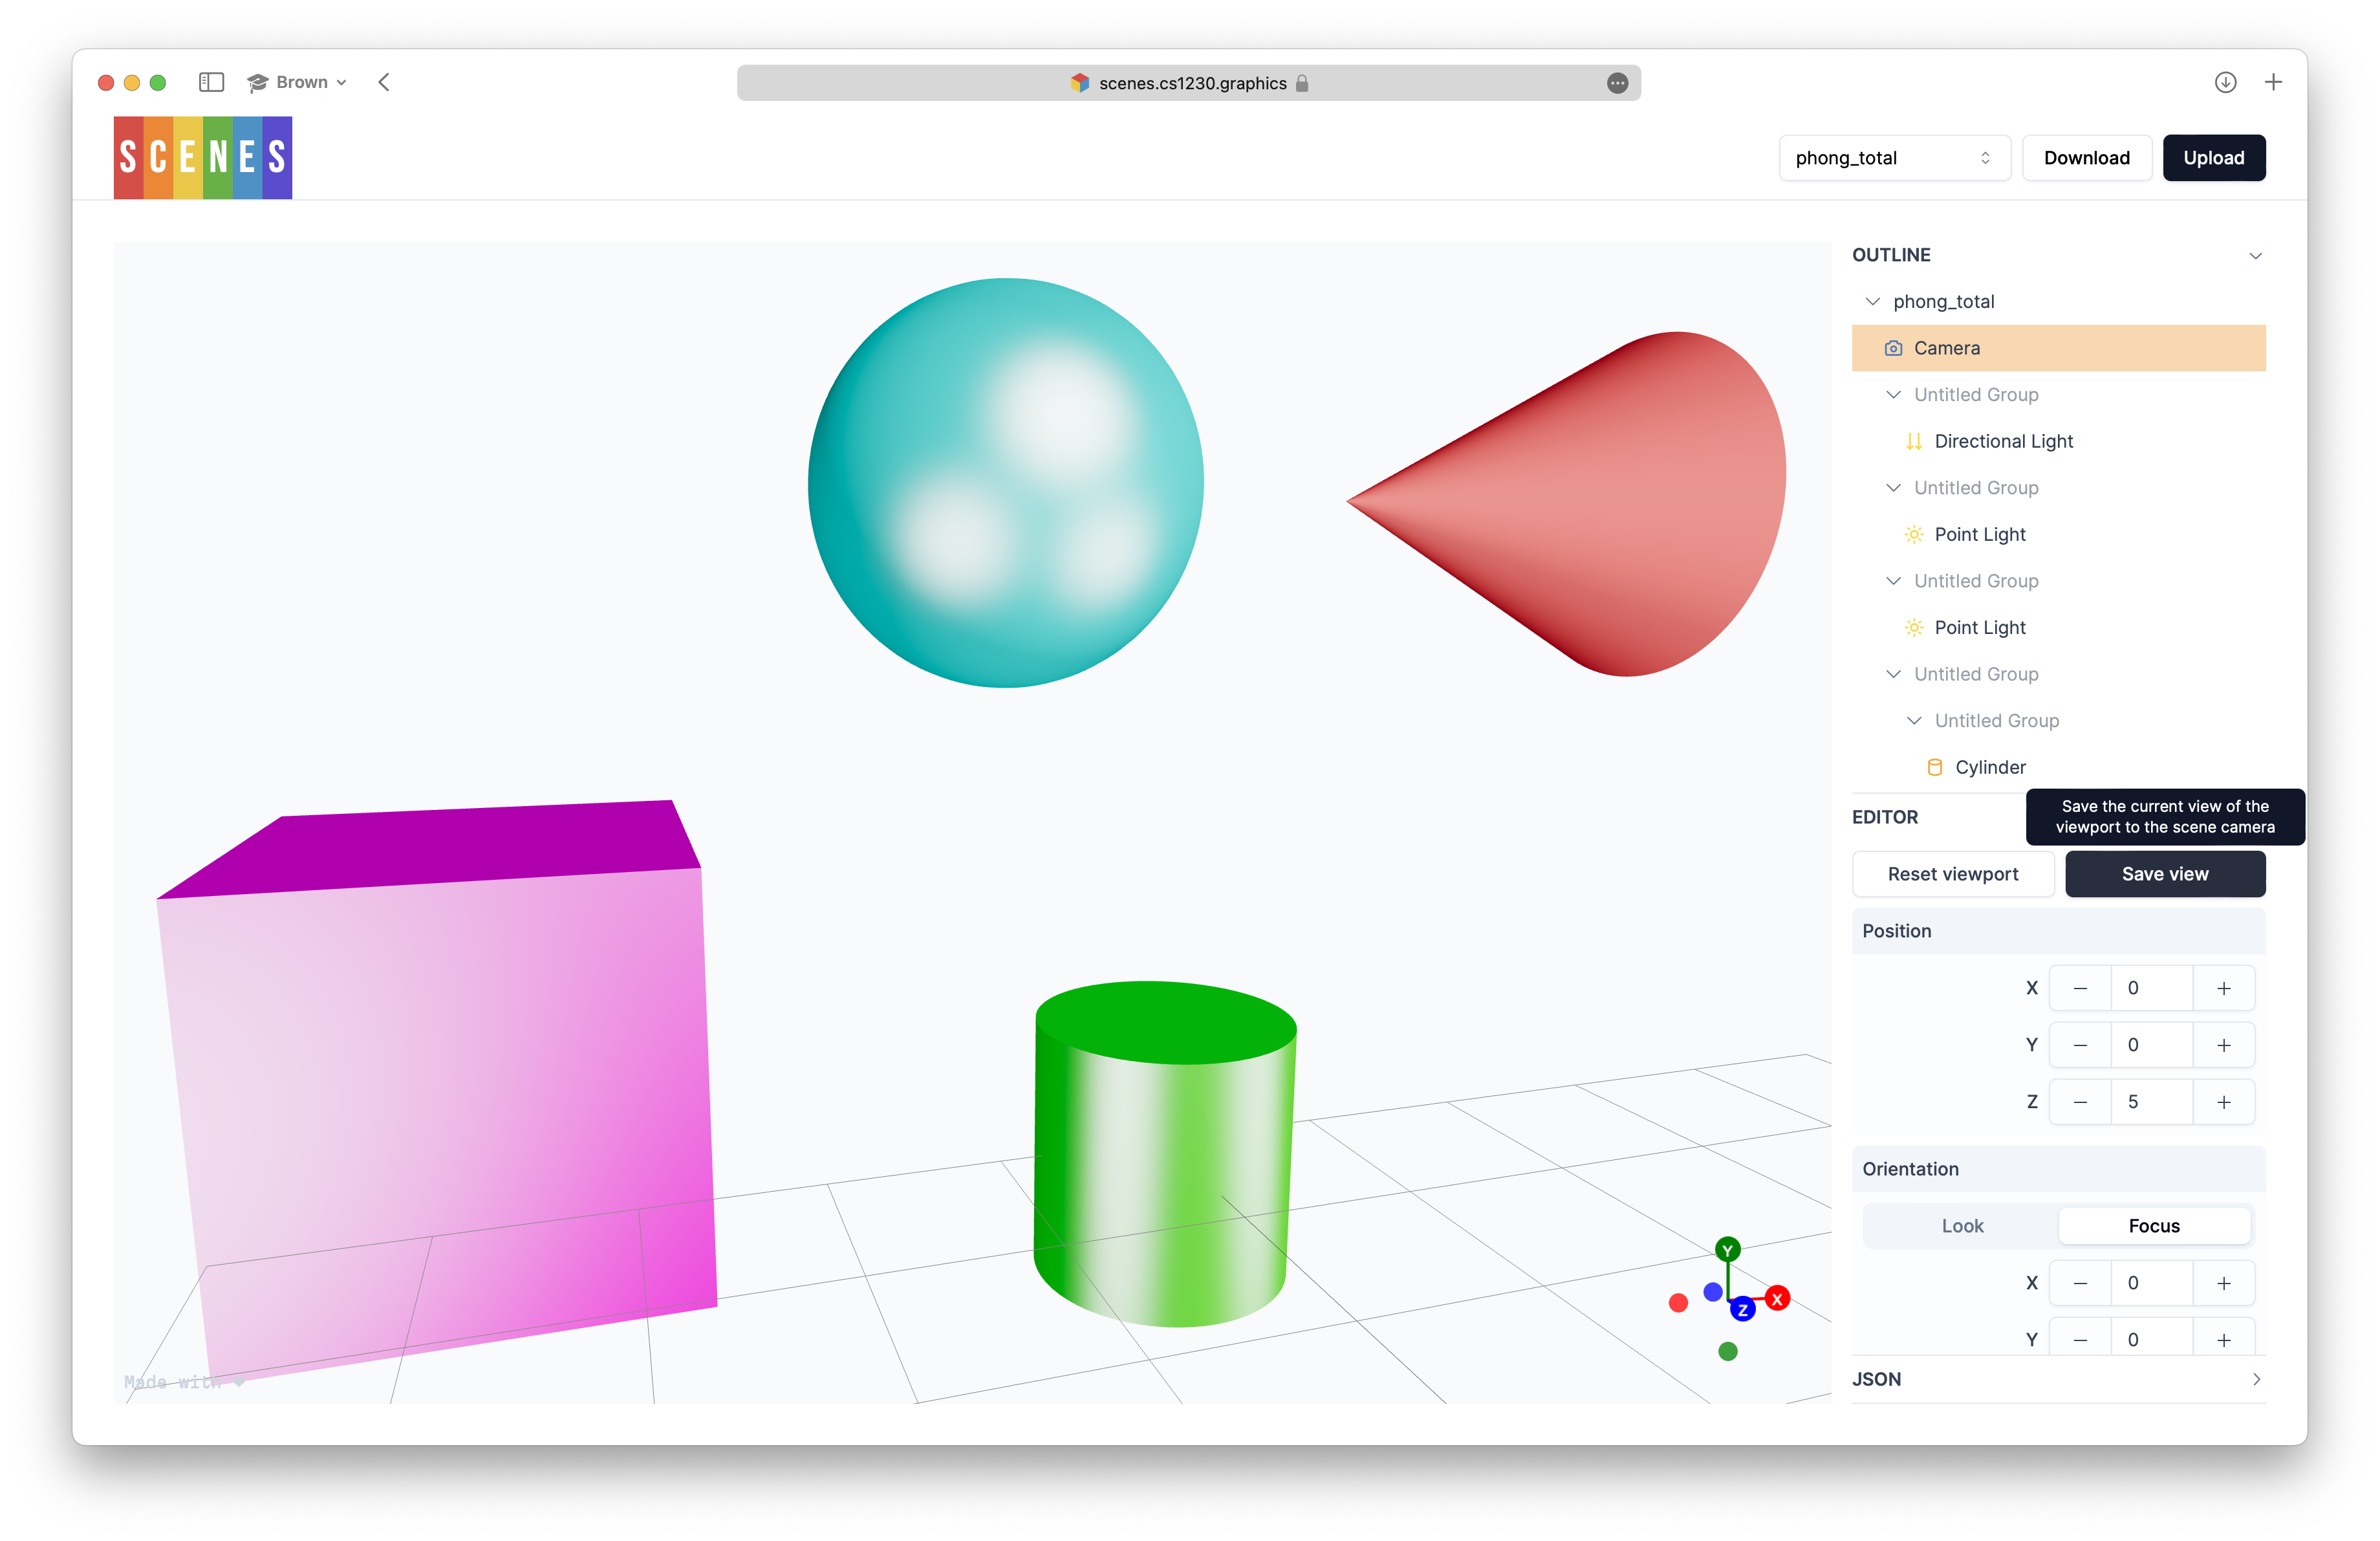 Brown
scenes.cs1230.graphics
SCENES
phong_total
Download
Upload
OUTLINE
phong_total
Camera
Untitled Group
Directional Light
Untitled Group
Point Light
Untitled Group
Point Light
Untitled Group
Untitled Group
Cylinder
EDITOR
Save the current view of the
viewport to the scene camera
Reset viewport
Save view
Position
X 0
Y 0
Z 5
Orientation
Look
Focus
X 0
Y 0
JSON
Y
X
Z
Made with